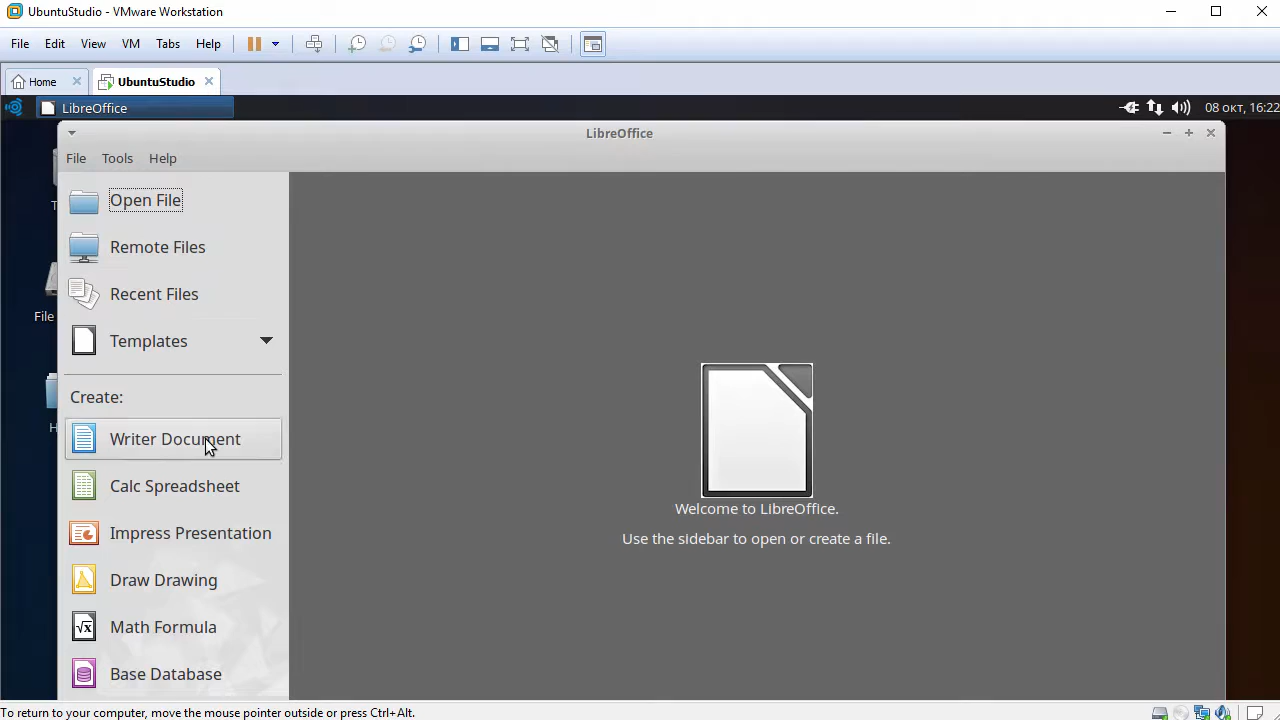 UbuntuStudio - VMware Workstation
File Edit View VM Tabs Help
Home UbuntuStudio
LibreOffice 08 окт, 16:22
LibreOffice
File Tools Help
Open File
Remote Files
Recent Files
Templates
Create:
Writer Document
Calc Spreadsheet
Impress Presentation
Draw Drawing
Math Formula
Base Database
Welcome to LibreOffice.
Use the sidebar to open or create a file.
T
File
H
To return to your computer, move the mouse pointer outside or press Ctrl+Alt.